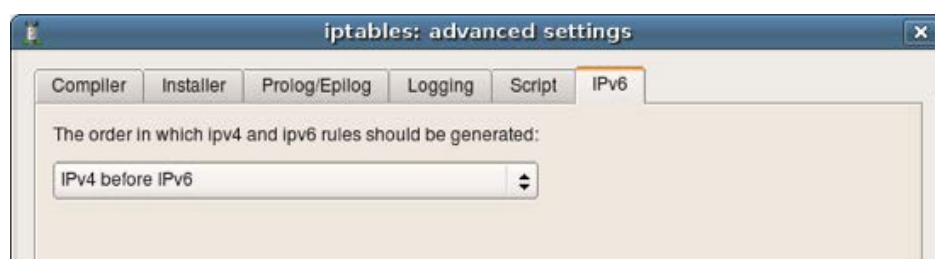 iptables: advanced settings
Compiler Installer Prolog/Epilog Logging Script IPv6
The order in which ipv4 and ipv6 rules should be generated:
IPv4 before IPv6